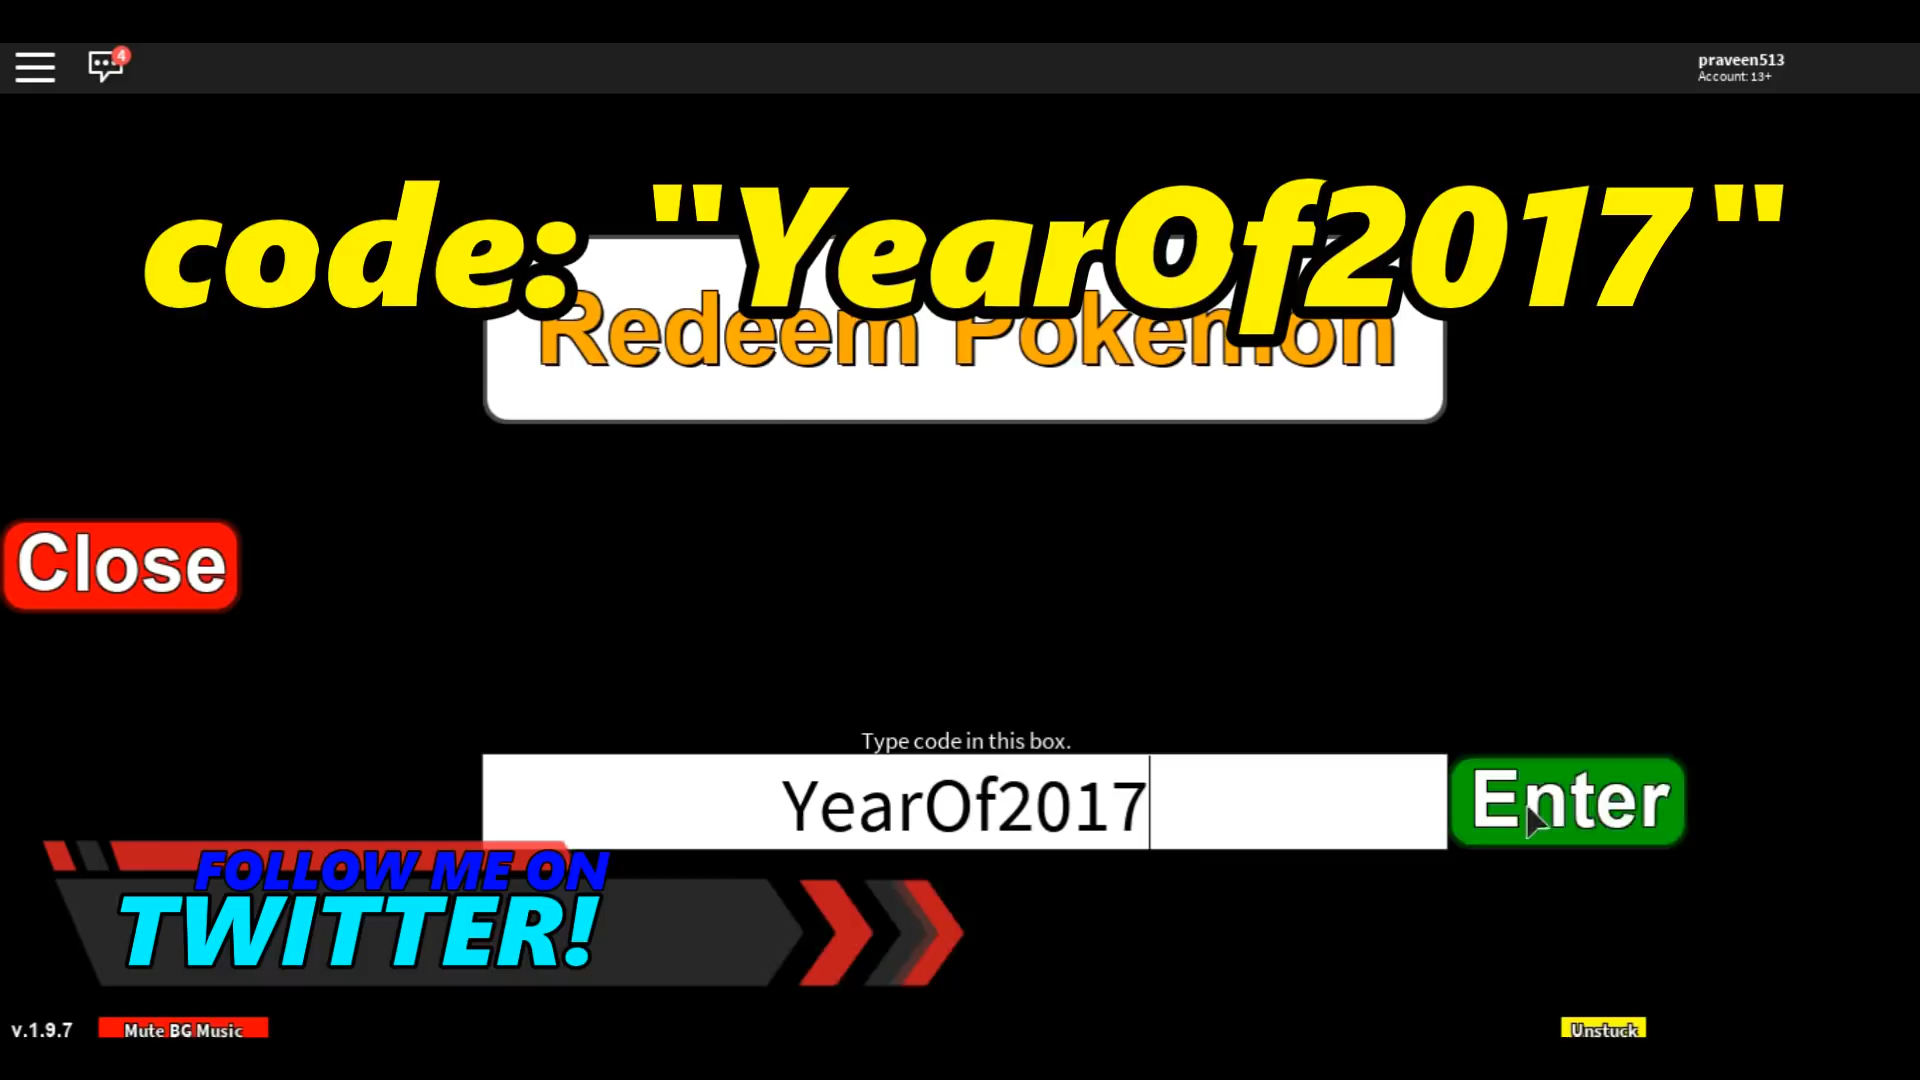 4
praveen513
Account: 13+
code: "YearOf2017"
Redeem Pokemon
Close
Type code in this box.
YearOf2017
Enter
FOLLOW ME ON
TWITTER!
v.1.9.7
Mute BG Music
Unstuck